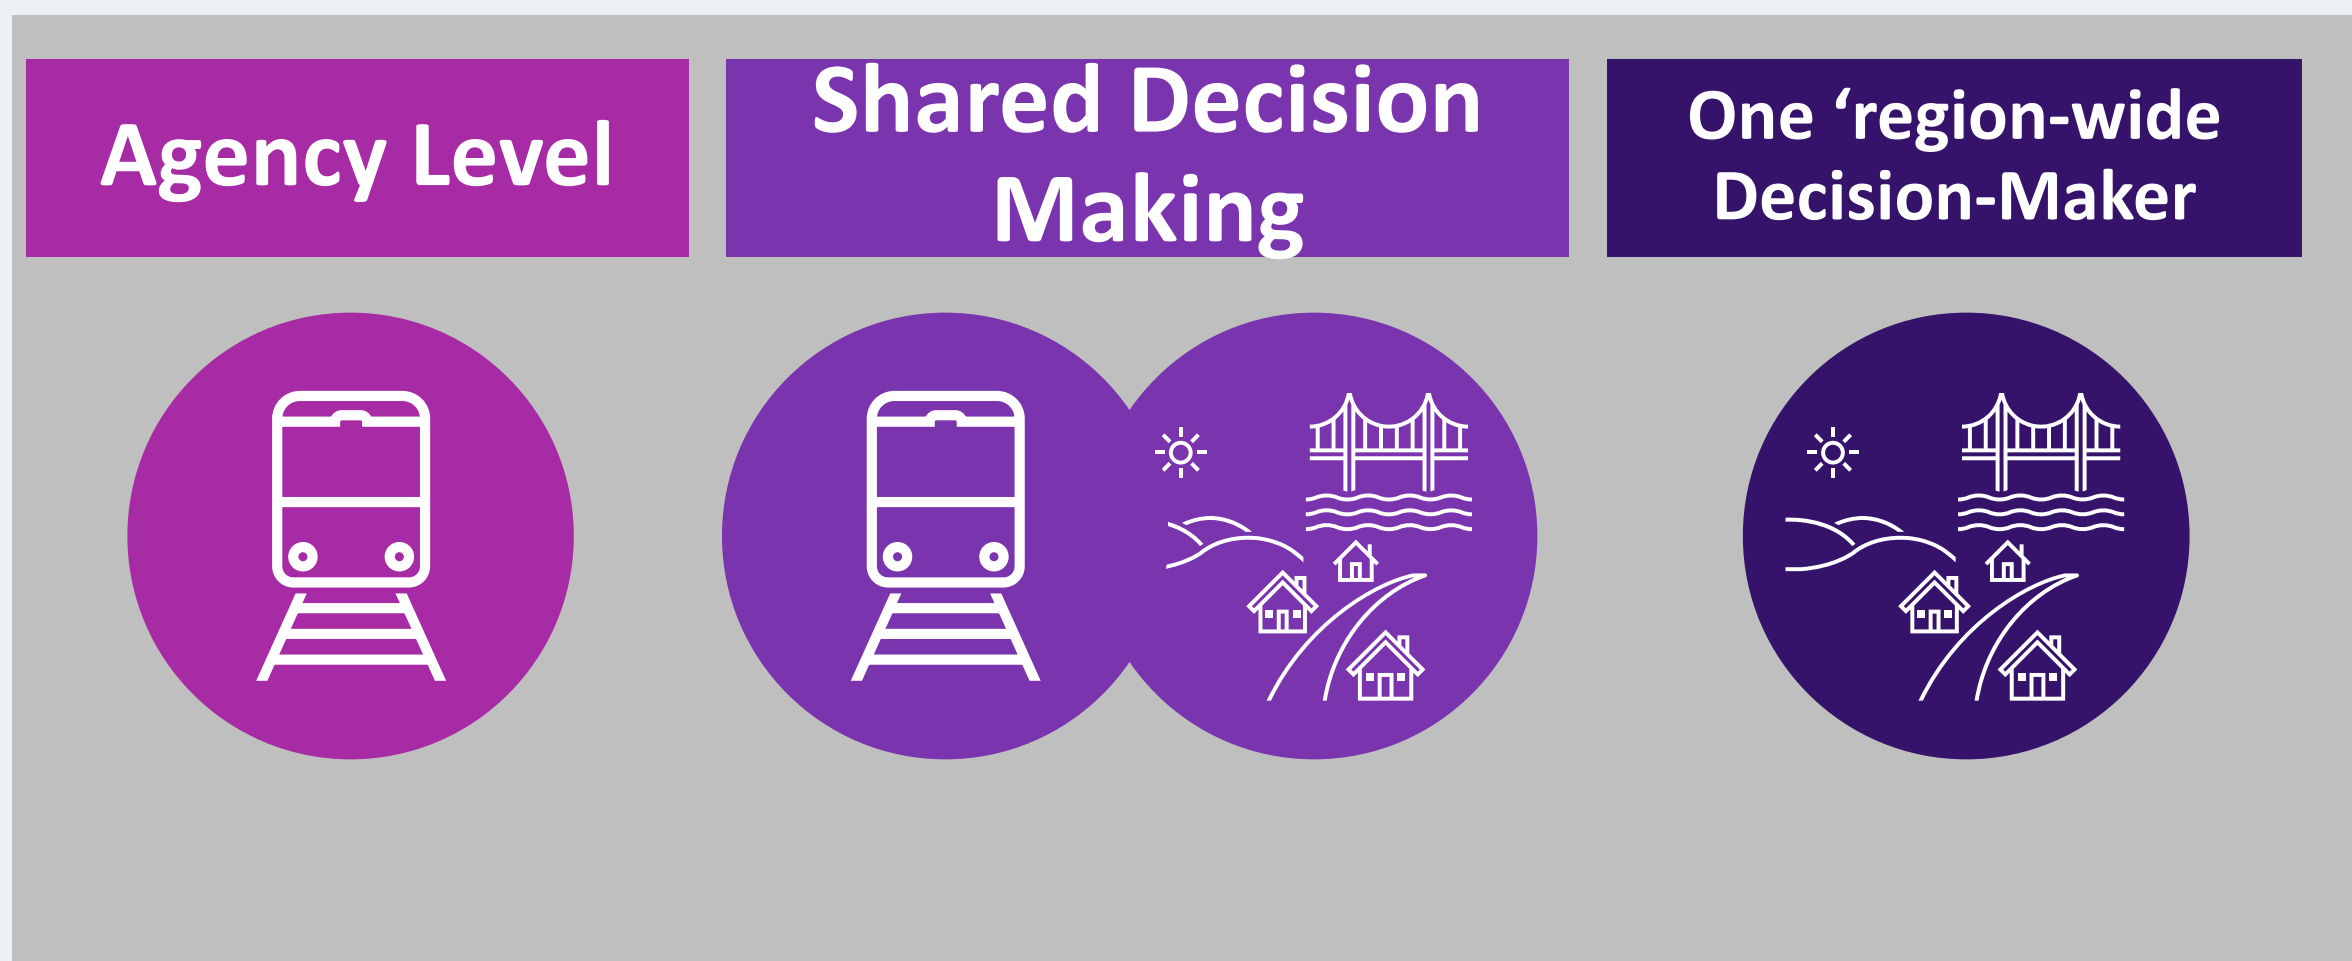 Agency Level
Shared Decision
Making
One ‘region-wide
Decision-Maker